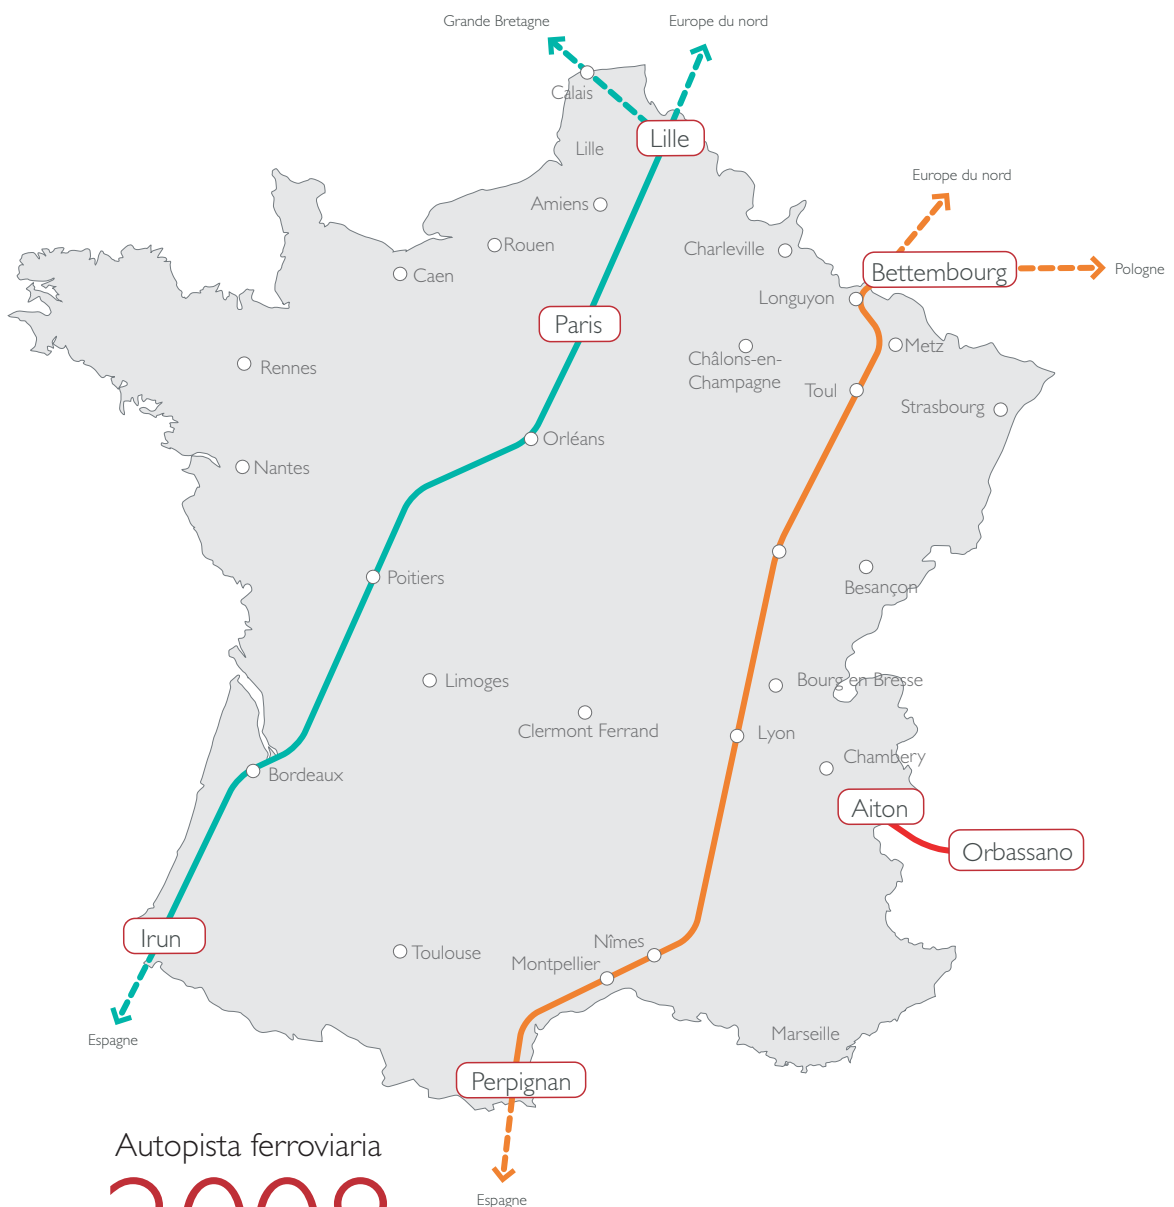 Grande Bretagne
Europe du nord
Calais
Lille
Lille
Europe du nord
Amiens
Rouen
Charleville
Caen
Bettembourg
Pologne
Longuyon
Paris
Metz
Châlons-en-
Champagne
Rennes
Toul
Strasbourg
Orléans
Nantes
Poitiers
Besançon
Limoges
Bourg en Bresse
Clermont Ferrand
Lyon
Chambery
Bordeaux
Aiton
Orbassano
Irun
Nîmes
Toulouse
Montpellier
Espagne
Marseille
Perpignan
Autopista ferroviaria
Espagne